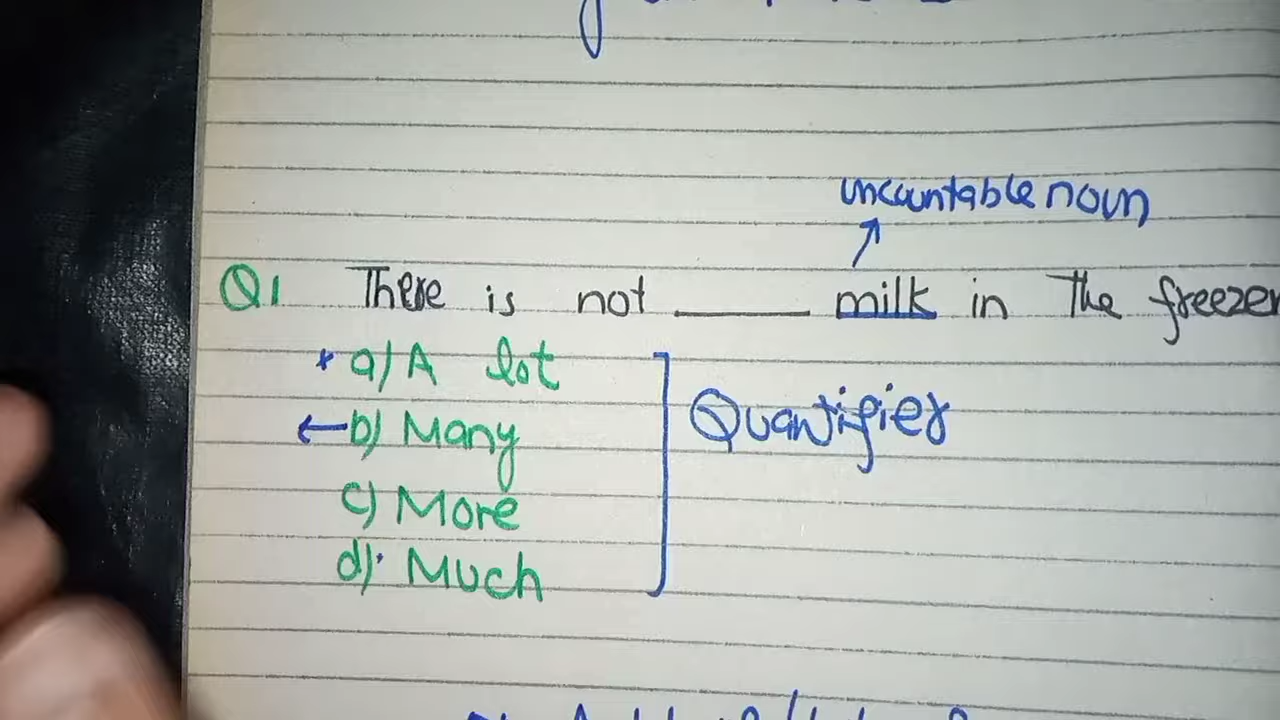 uncountable noun
Q1 There is not ______ milk in the freezer
a) A lot
b) Many
c) More
d) Much
Quantifier